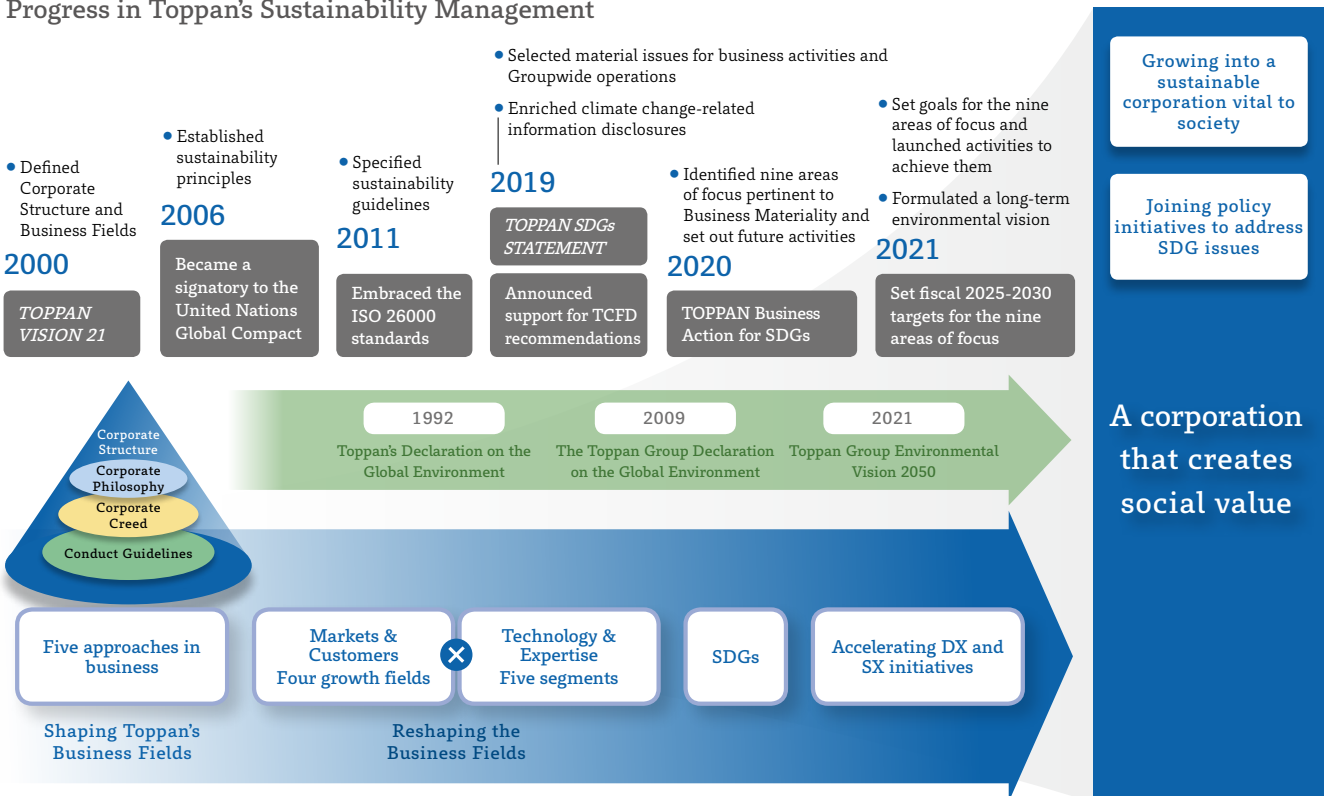 Progress in Toppan's Sustainability Management
• Defined
Corporate
Structure and
Business Fields
2000
TOPPAN
VISION 21
• Established
sustainability
principles
2006
Became a
signatory to the
United Nations
Global Compact
• Specified
sustainability
guidelines
2011
Embraced the
ISO 26000
standards
• Selected material issues for business activities and
Groupwide operations
• Enriched climate change-related
information disclosures
2019
TOPPAN SDGs
STATEMENT
Announced
support for TCFD
recommendations
• Identified nine areas
of focus pertinent to
Business Materiality and
set out future activities
2020
TOPPAN Business
Action for SDGs
• Set goals for the nine
areas of focus and
launched activities to
achieve them
• Formulated a long-term
environmental vision
2021
Set fiscal 2025-2030
targets for the nine
areas of focus
Growing into a
sustainable
corporation vital to
society
Joining policy
initiatives to address
SDG issues
A corporation
that creates
social value
Corporate
Structure
Corporate
Philosophy
Corporate
Creed
Conduct Guidelines
1992
Toppan's Declaration on the
Global Environment
2009
The Toppan Group Declaration
on the Global Environment
2021
Toppan Group Environmental
Vision 2050
Five approaches in
business
Markets &
Customers
Four growth fields
×
Technology &
Expertise
Five segments
SDGs
Accelerating DX and
SX initiatives
Shaping Toppan's
Business Fields
Reshaping the
Business Fields